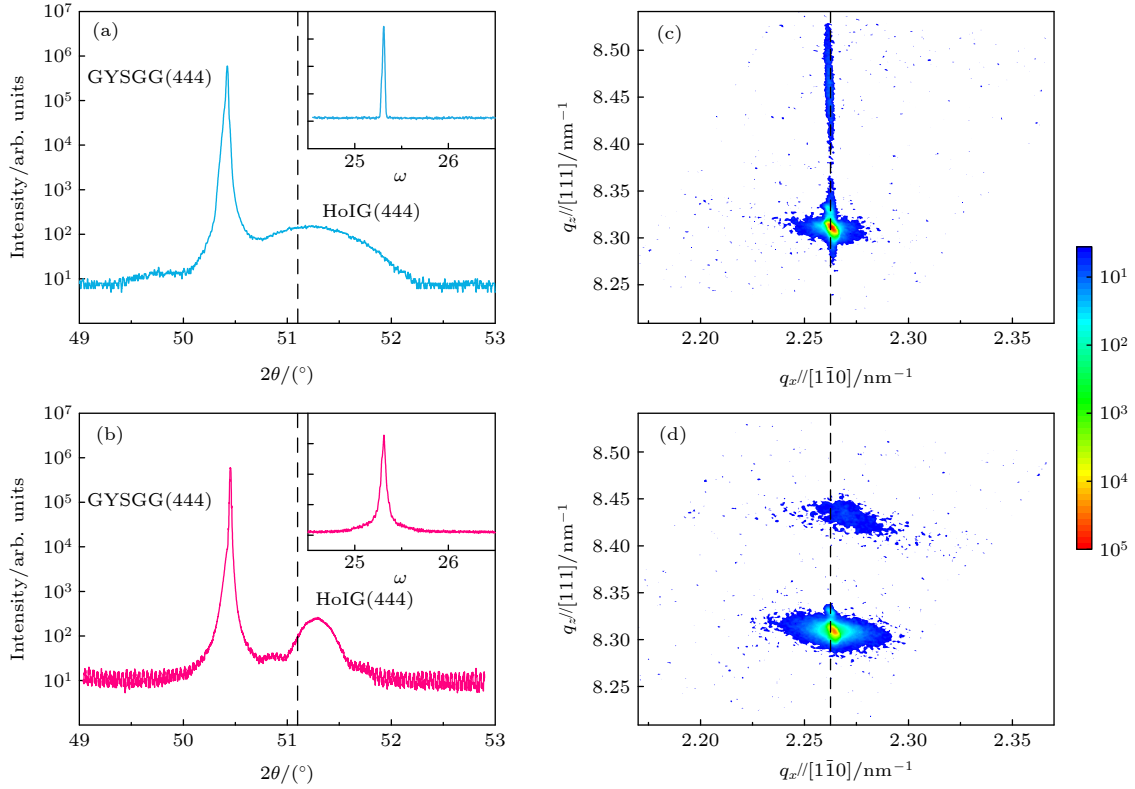 (a)
GYSGG(444)
HoIG(444)
Intensity/arb. units
10⁷
10⁶
10⁵
10⁴
10³
10²
10¹
49
50
51
52
53
2θ/(°)
25
26
ω
(c)
q_z//[111]/nm⁻¹
8.50
8.45
8.40
8.35
8.30
8.25
2.20
2.25
2.30
2.35
q_x//[11̄0]/nm⁻¹
(b)
GYSGG(444)
HoIG(444)
Intensity/arb. units
10⁷
10⁶
10⁵
10⁴
10³
10²
10¹
49
50
51
52
53
2θ/(°)
25
26
ω
(d)
q_z//[111]/nm⁻¹
8.50
8.45
8.40
8.35
8.30
8.25
2.20
2.25
2.30
2.35
q_x//[11̄0]/nm⁻¹
10¹
10²
10³
10⁴
10⁵